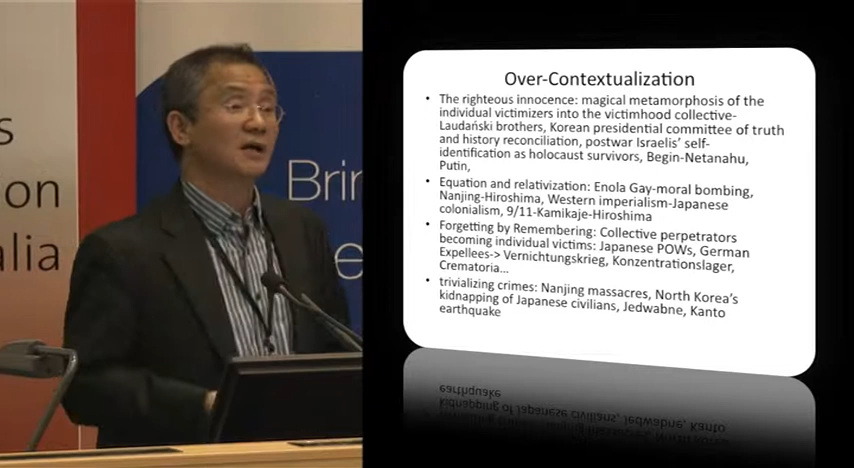 s
on
alia
Brin
e
Over-Contextualization
• The righteous innocence: magical metamorphosis of the
individual victimizers into the victimhood collective-
Laudański brothers, Korean presidential committee of truth
and history reconciliation, postwar Israelis' self-
identification as holocaust survivors, Begin-Netanahu,
Putin,
• Equation and relativization: Enola Gay-moral bombing,
Nanjing-Hiroshima, Western imperialism-Japanese
colonialism, 9/11-Kamikaje-Hiroshima
• Forgetting by Remembering: Collective perpetrators
becoming individual victims: Japanese POWs, German
Expellees-> Vernichtungskrieg, Konzentrationslager,
Crematoria...
• trivializing crimes: Nanjing massacres, North Korea's
kidnapping of Japanese civilians, Jedwabne, Kanto
earthquake